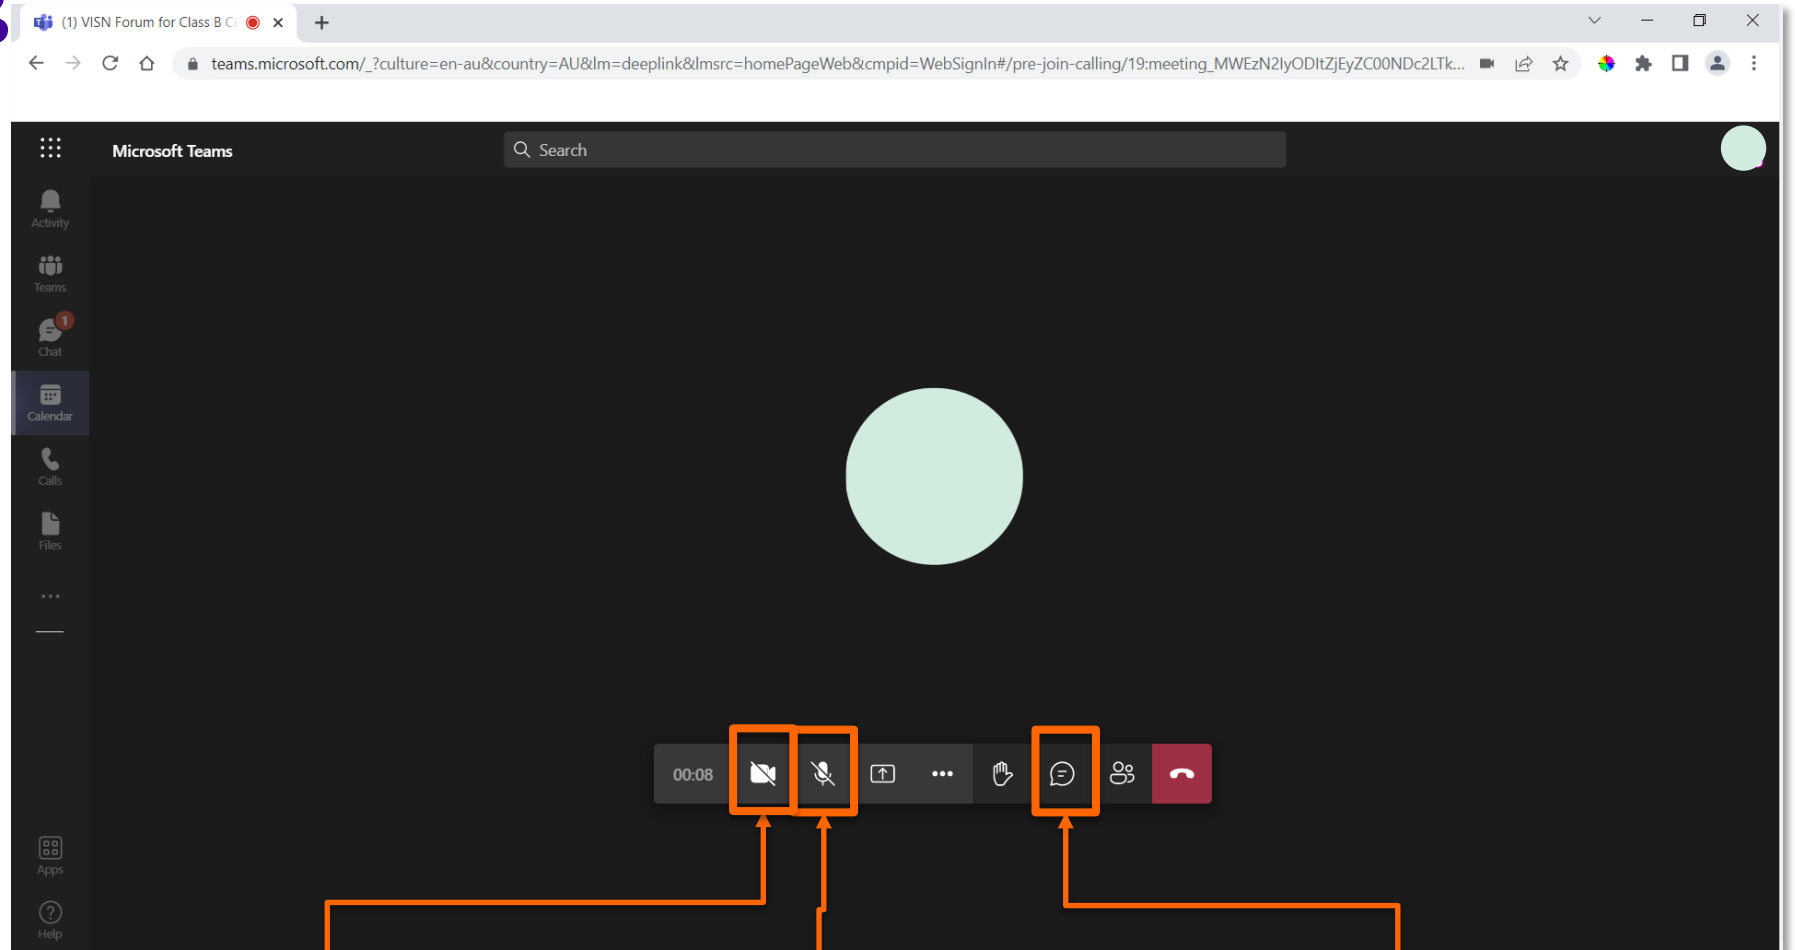 (1) VISN Forum for Class B C
teams.microsoft.com/_?culture=en-au&country=AU&lm=deeplink&lmsrc=homePageWeb&cmpid=WebSignIn#/pre-join-calling/19:meeting_MWEzN2IyODItZjEyZC00NDc2LTk...
Microsoft Teams
Search
Activity
Teams
1
Chat
Calendar
Calls
Files
00:08
Apps
Help